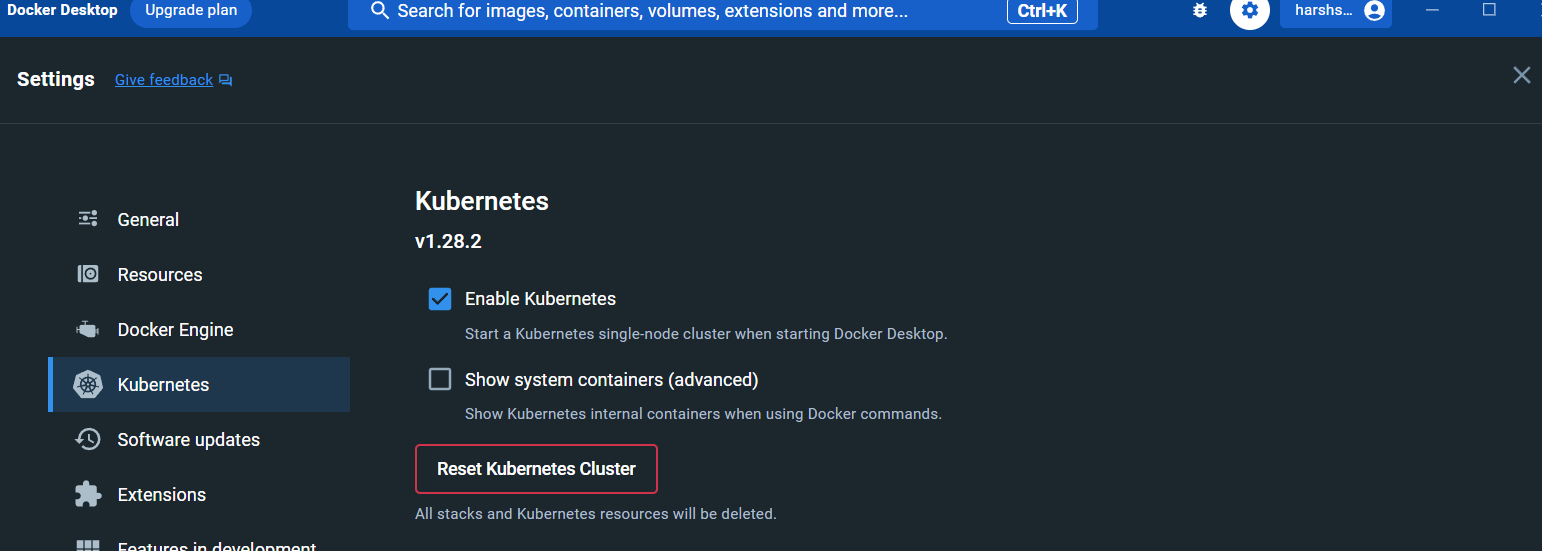 Docker Desktop Upgrade plan Search for images, containers, volumes, extensions and more... Ctrl+K harshs...
Settings Give feedback
Kubernetes
v1.28.2
General
Resources
Docker Engine
Kubernetes
Software updates
Extensions
Features in development
Enable Kubernetes
Start a Kubernetes single-node cluster when starting Docker Desktop.
Show system containers (advanced)
Show Kubernetes internal containers when using Docker commands.
Reset Kubernetes Cluster
All stacks and Kubernetes resources will be deleted.